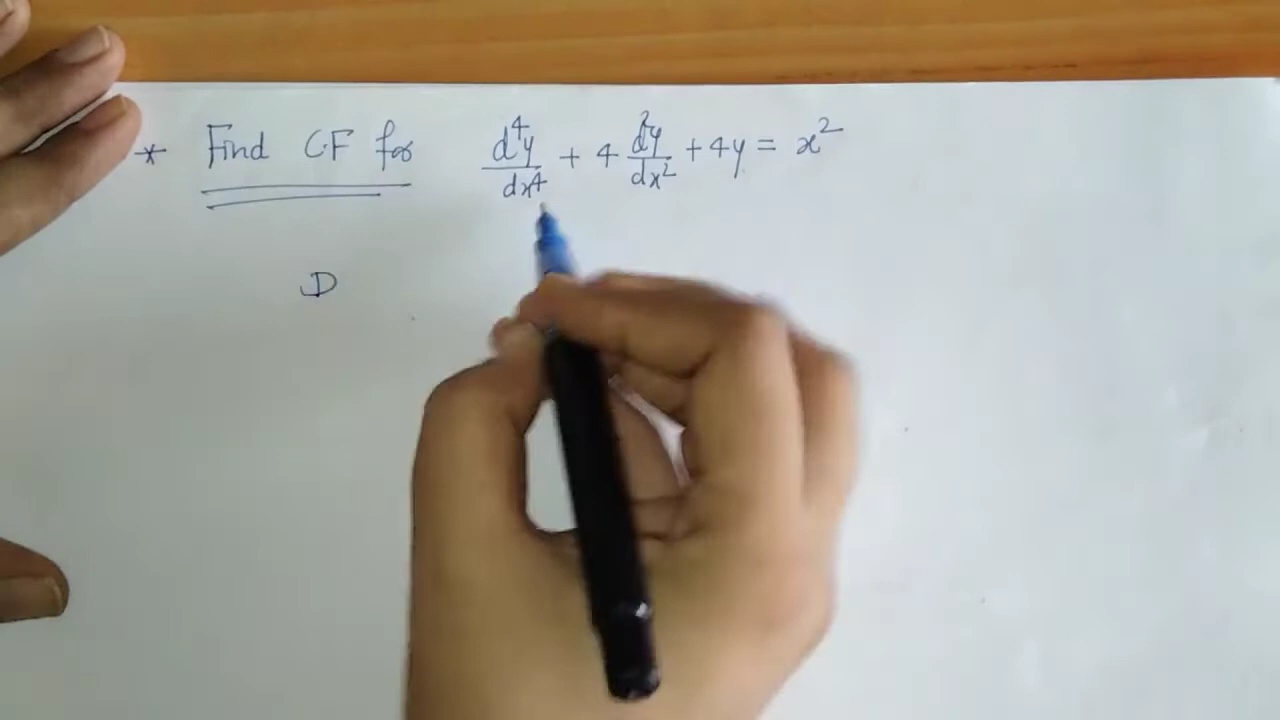 * Find CF for d⁴y/dx⁴ + 4 d²y/dx² + 4y = x²
D